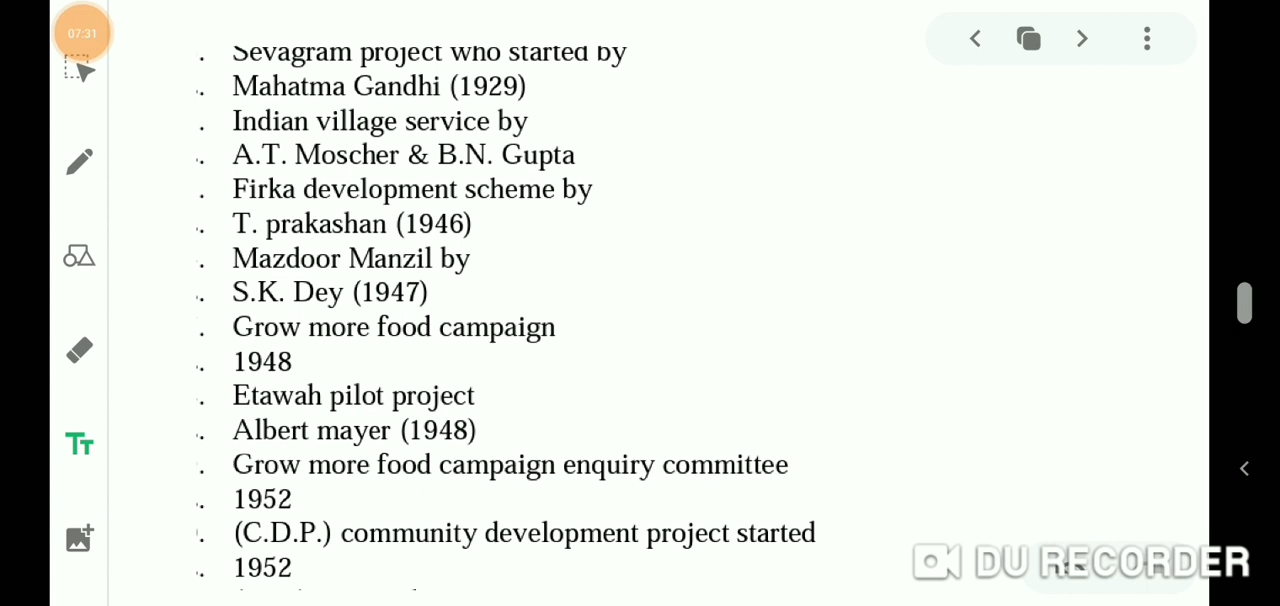 07:31
. Sevagram project who started by
. Mahatma Gandhi (1929)
. Indian village service by
. A.T. Moscher & B.N. Gupta
. Firka development scheme by
. T. prakashan (1946)
. Mazdoor Manzil by
. S.K. Dey (1947)
. Grow more food campaign
. 1948
. Etawah pilot project
. Albert mayer (1948)
. Grow more food campaign enquiry committee
. 1952
. (C.D.P.) community development project started
. 1952
Tт
DU RECORDER